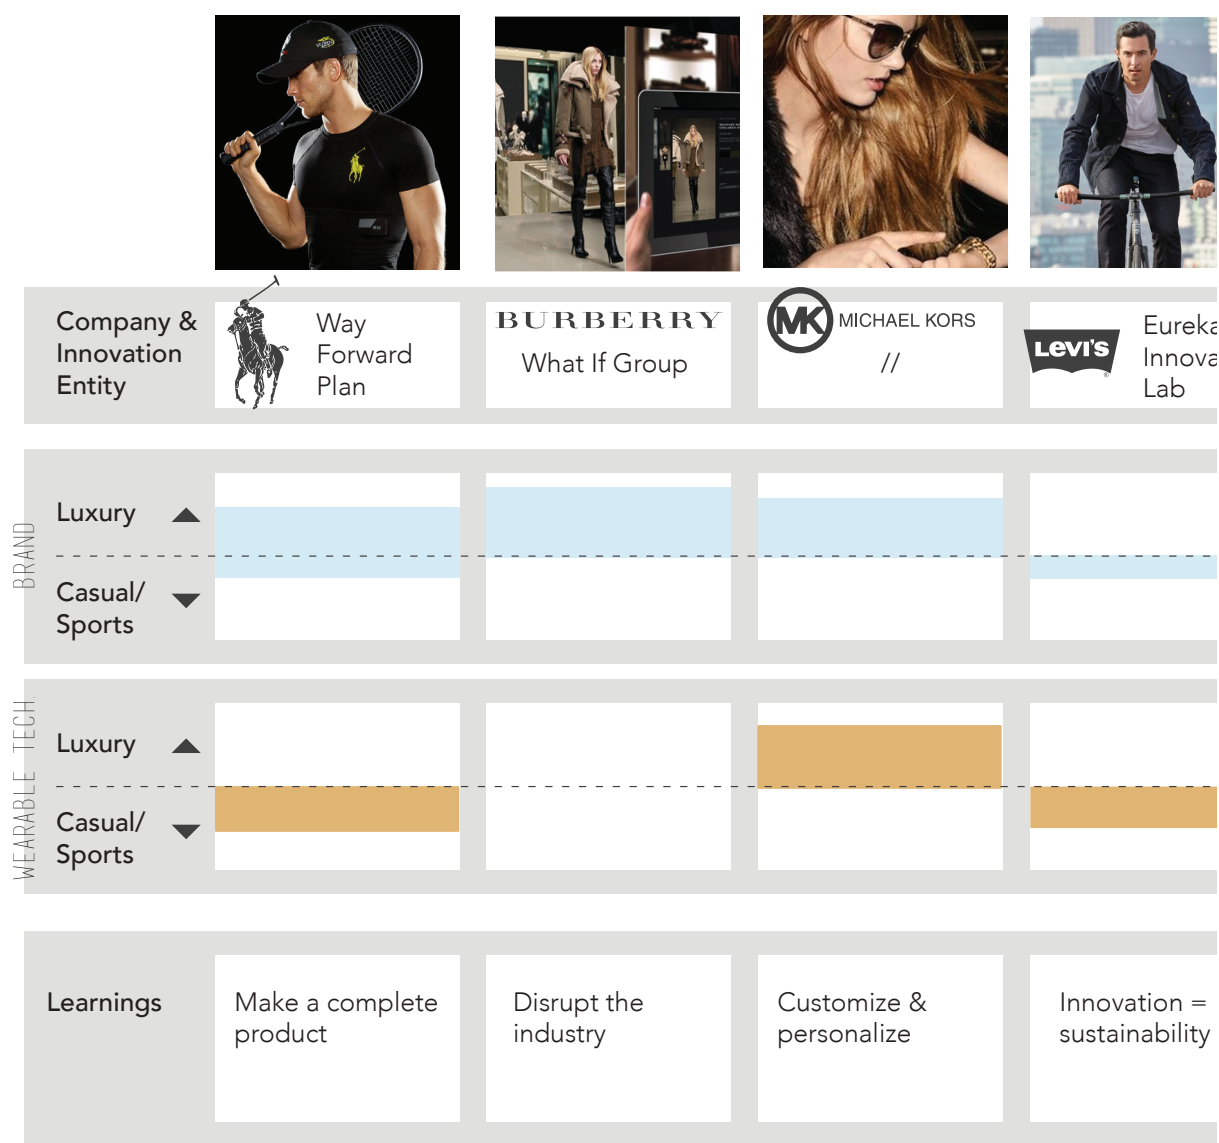 Company &
Innovation
Entity
Way
Forward
Plan
BURBERRY
What If Group
MK MICHAEL KORS
//
LEVI'S
®
Eureka
Innova
Lab
BRAND
Luxury
Casual/
Sports
WEARABLE TECH.
Luxury
Casual/
Sports
Learnings
Make a complete
product
Disrupt the
industry
Customize &
personalize
Innovation =
sustainability